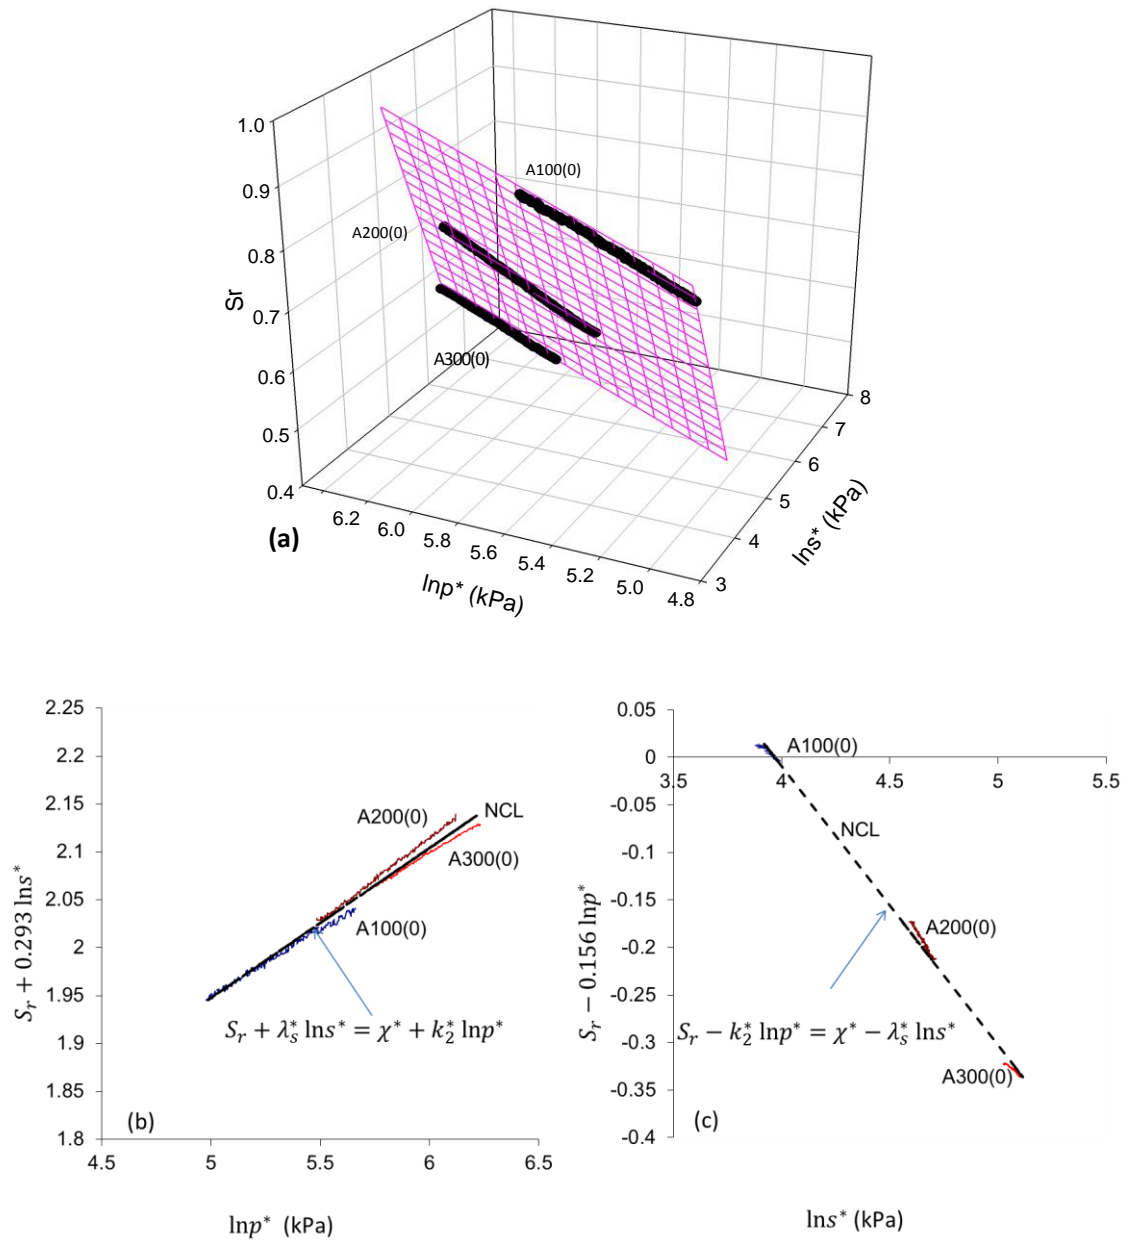 1.0
0.9
0.8
0.7
0.6
0.5
0.4
Sr
A100(0)
A200(0)
A300(0)
(a)
6.2
6.0
5.8
5.6
5.4
5.2
5.0
4.8
lnp* (kPa)
3
4
5
6
7
8
lns* (kPa)
2.25
2.2
2.15
2.1
2.05
2
1.95
1.9
1.85
1.8
S_r + 0.293 lns*
A200(0)
NCL
A300(0)
A100(0)
S_r + λ_s^* lns* = χ* + k_2^* lnp*
(b)
4.5 5 5.5 6 6.5
lnp* (kPa)
0.05
0
-0.05
-0.1
-0.15
-0.2
-0.25
-0.3
-0.35
-0.4
S_r − 0.156 lnp*
A100(0)
3.5 4 4.5 5 5.5
NCL
A200(0)
S_r − k_2^* lnp* = χ* − λ_s^* lns*
A300(0)
(c)
lns* (kPa)